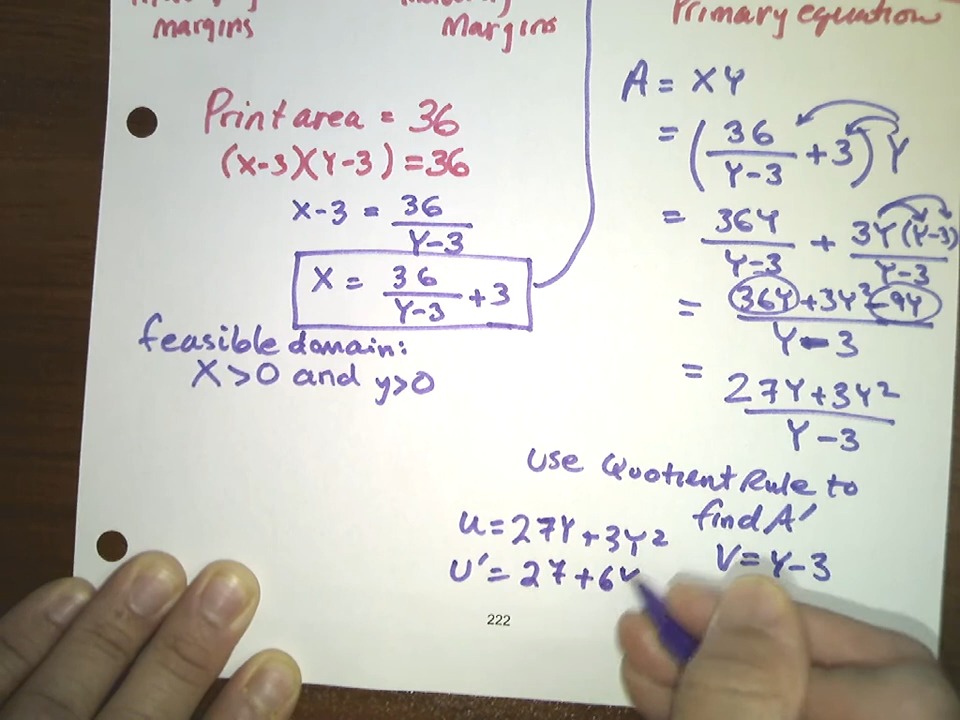 margins
Margins
Primary equation
Print area = 36
(x-3)(Y-3) = 36
x-3 = 36/Y-3
X = 36/Y-3 + 3
feasible domain:
X>0 and y>0
A = XY
= (36/Y-3 + 3) Y
= 36Y/Y-3 + 3Y(Y-3)/Y-3
= 36Y+3Y²-9Y/Y-3
= 27Y+3Y²/Y-3
Use Quotient Rule to
find A'
u = 27Y+3Y²
V = Y-3
U' = 27+6Y
222